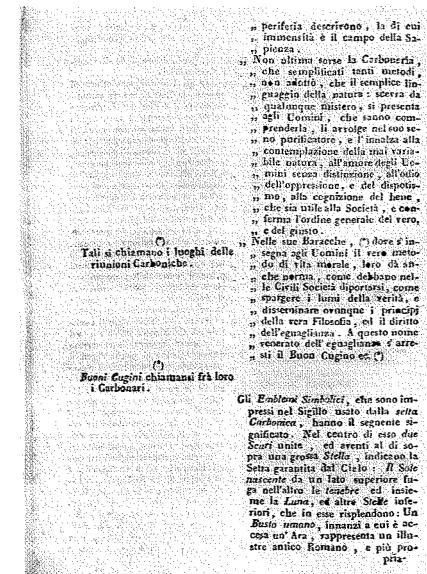 „ periferia descrivono , la di cui
„ immensità è il campo della Sa-
„ pienza .
„ Non ultima sorse la Carboneria ,
„ che semplificati tanti metodi ,
„ non adottò , che il semplice lin-
„ guaggio della natura : scevra da
„ qualunque mistero , si presenta
„ agli Uomini , che sanno com-
„ prenderla , li avvolge nel suo se-
„ no purificatore , e l'innalza alla
„ contemplazione della mai varia-
„ bile natura , all'amore degli Uo-
„ mini senza distinzione , all'odio
„ dell'oppressione , e del dispotis-
„ mo , alla cognizione del bene ,
„ che sia utile alla Società , e con-
„ ferma l'ordine generale del vero,
„ e del giusto .
„ Nelle sue Baracche , (*) dove s'in-
„ segna agli Uomini il vero meto-
„ do di vita morale , loro dà an-
„ che norma , come debbano nel-
„ le Civili Società diportarsi, come
„ spargere i lumi della verità , e
„ disseminare ovunque i principj
„ della vera Filosofia , ed il diritto
„ dell'eguaglianza . A questo nome
„ venerato dell'eguaglianza s'arre-
„ sti il Buon Cugino ec. (*)
(*)
Tali si chiamano i luoghi delle
riunioni Carboniche .
(*)
Buoni Cugini chiamansi frà loro
i Carbonari .
Gli Emblemi Simbolici , che sono im-
pressi nel Sigillo usato dalla setta
Carbonica , hanno il segnente si-
gnificato . Nel centro di esso due
Scuri unite , ed aventi al di so-
pra una grossa Stella , indicano la
Setta garantita dal Cielo : Il Sole
nascente da un lato superiore fu-
ga nell'altro le tenebre ed insie-
me la Luna , ed altre Stelle infe-
riori , che in esse risplendono : Un
Busto umano , innanzi a cui è ac-
cesa un' Ara , rappresenta un illu-
stre antico Romano , e più pro-
pria-